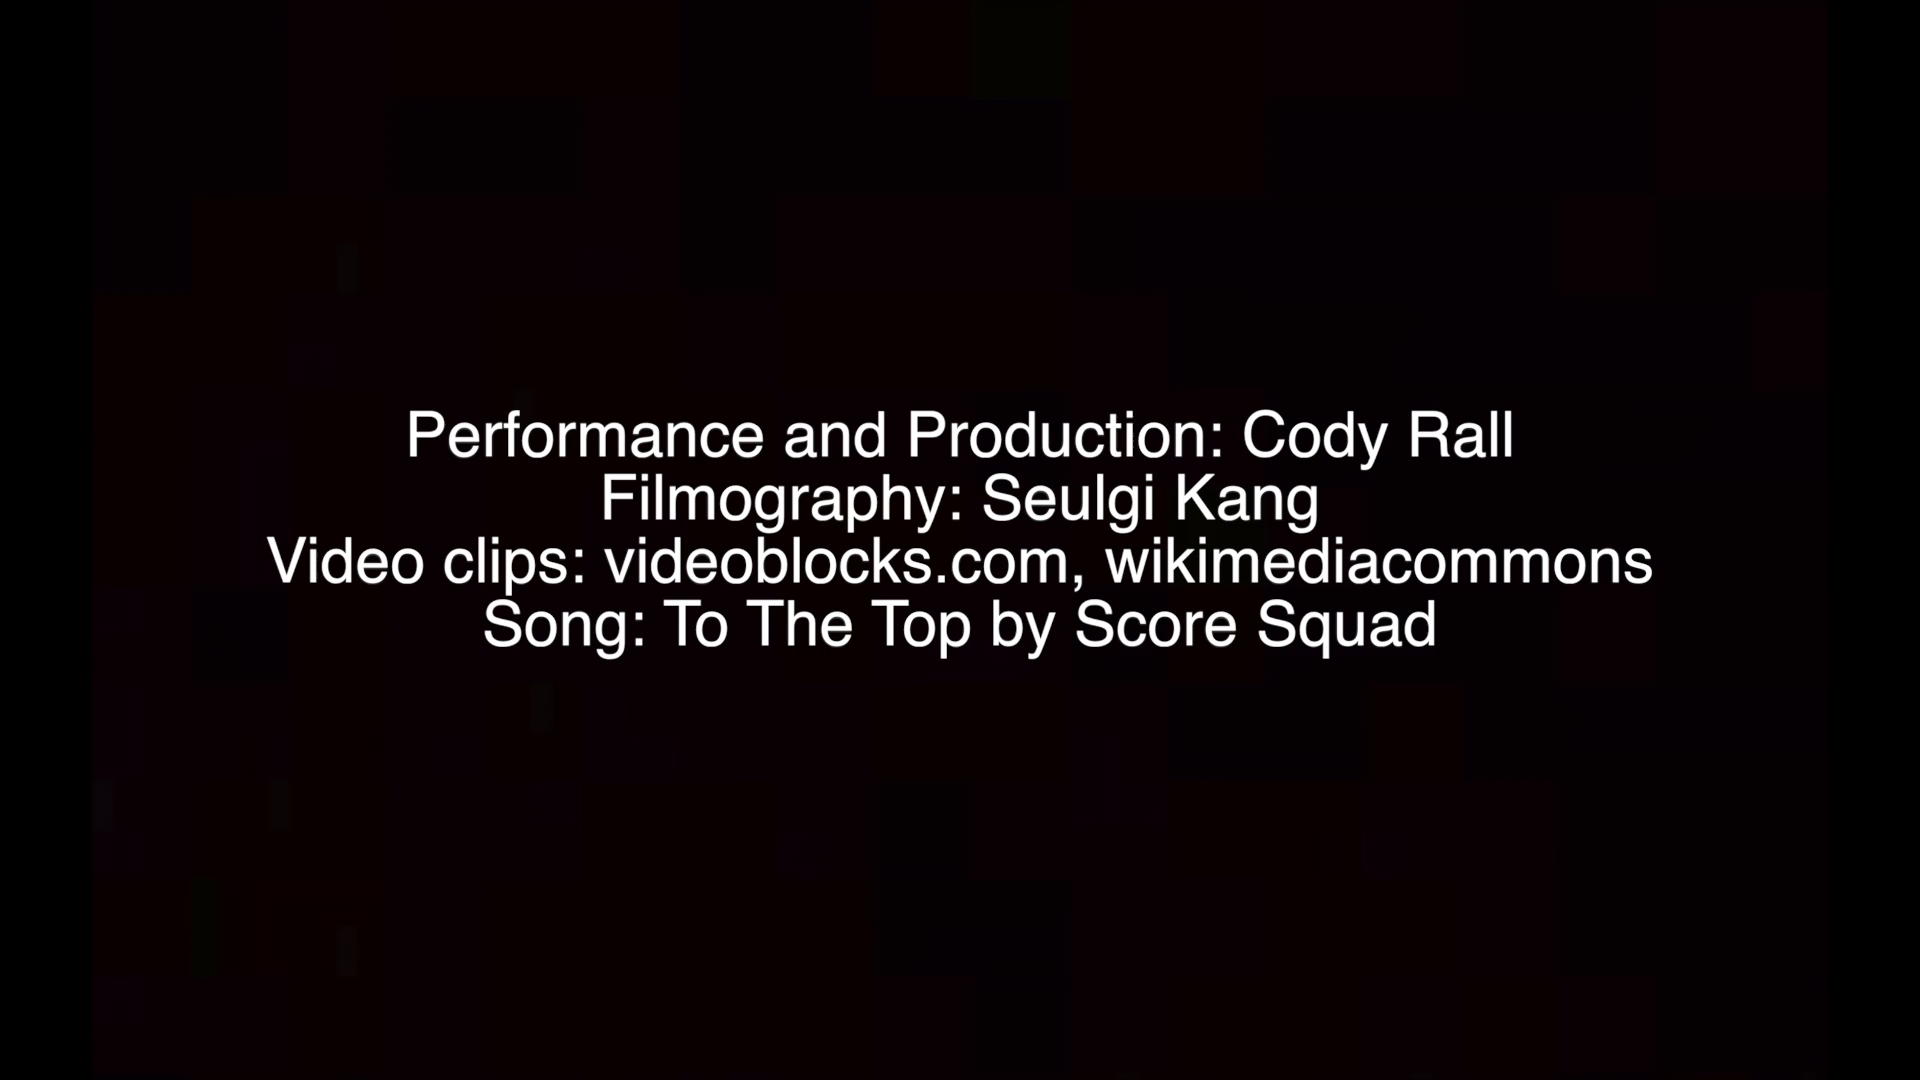 Performance and Production: Cody Rall
Filmography: Seulgi Kang
Video clips: videoblocks.com, wikimediacommons
Song: To The Top by Score Squad